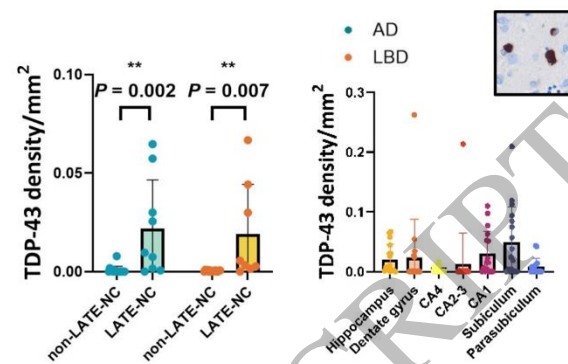 AD
LBD
**
**
P = 0.002
P = 0.007
TDP-43 density/mm²
0.10
0.05
0.00
non-LATE-NC
LATE-NC
non-LATE-NC
LATE-NC
TDP-43 density/mm²
0.3
0.2
0.1
0.0
Hippocampus
Dentate gyrus
CA4
CA2-3
CA1
Subiculum
Parasubiculum
RIPT